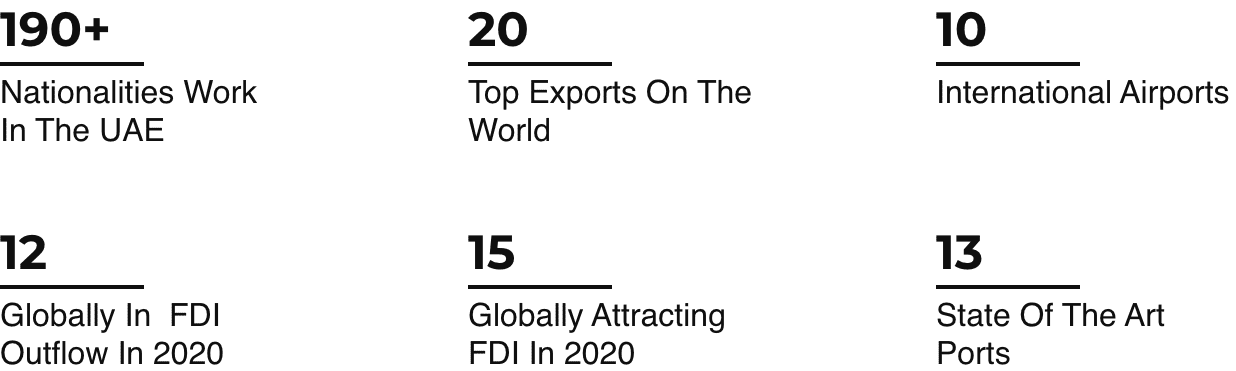 190+
Nationalities Work
In The UAE
20
Top Exports On The
World
10
International Airports
12
Globally In  FDI
Outflow In 2020
15
Globally Attracting
FDI In 2020
13
State Of The Art
Ports